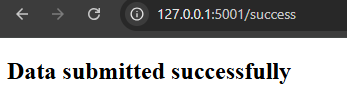 127.0.0.1:5001/success
Data submitted successfully